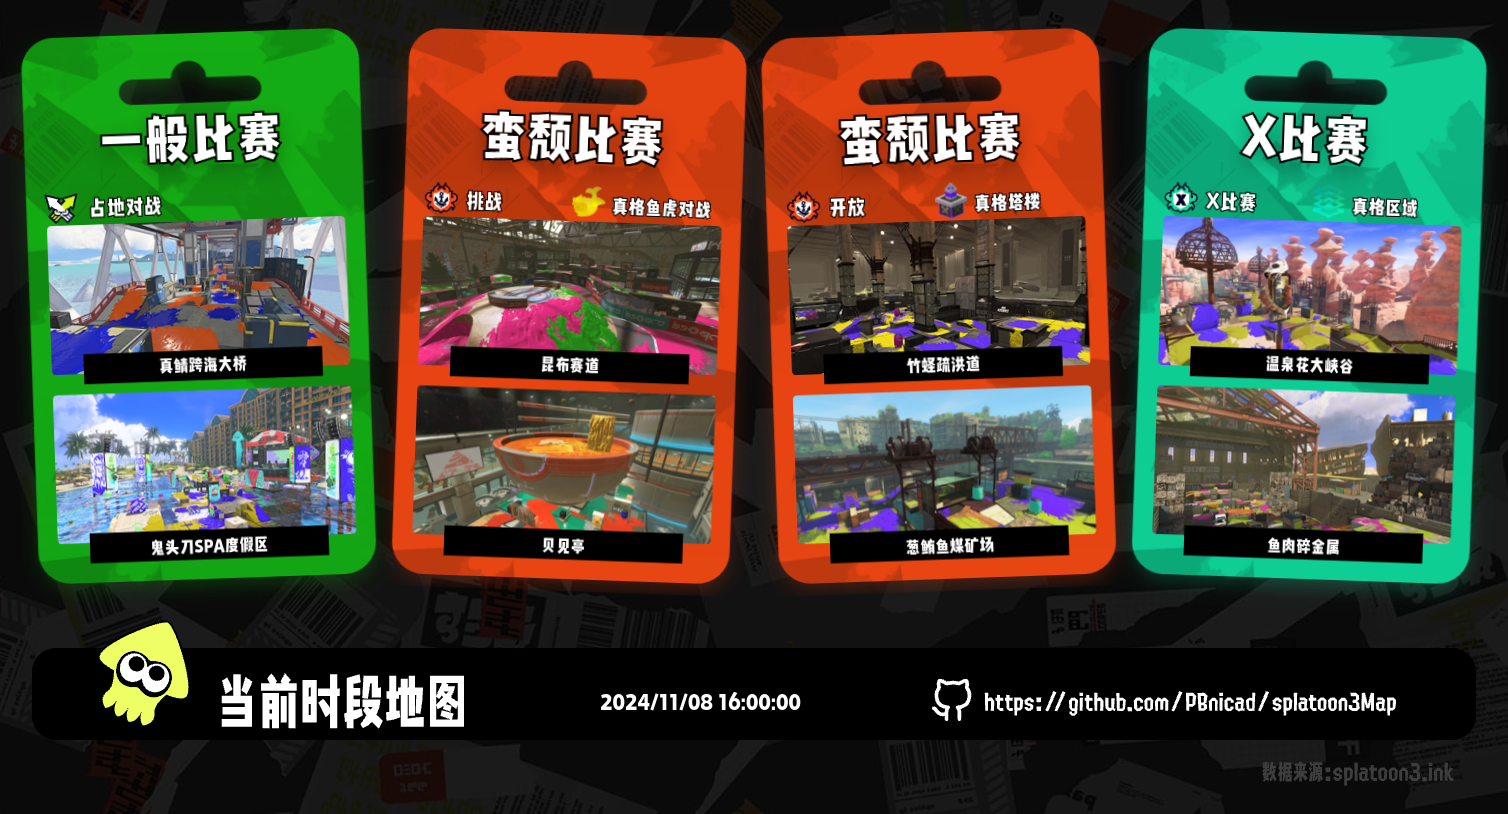 一般比赛
占地对战
真鲷跨海大桥
鬼头刀SPA度假区
蛮颓比赛
挑战
真格鱼虎对战
昆布赛道
贝见亭
蛮颓比赛
开放
真格塔楼
竹蛏疏洪道
葱鲔鱼煤矿场
X比赛
X比赛
真格区域
温泉花大峡谷
鱼肉碎金属
当前时段地图
2024/11/08 16:00:00
https://github.com/PBnicad/splatoon3Map
数据来源:splatoon3.ink